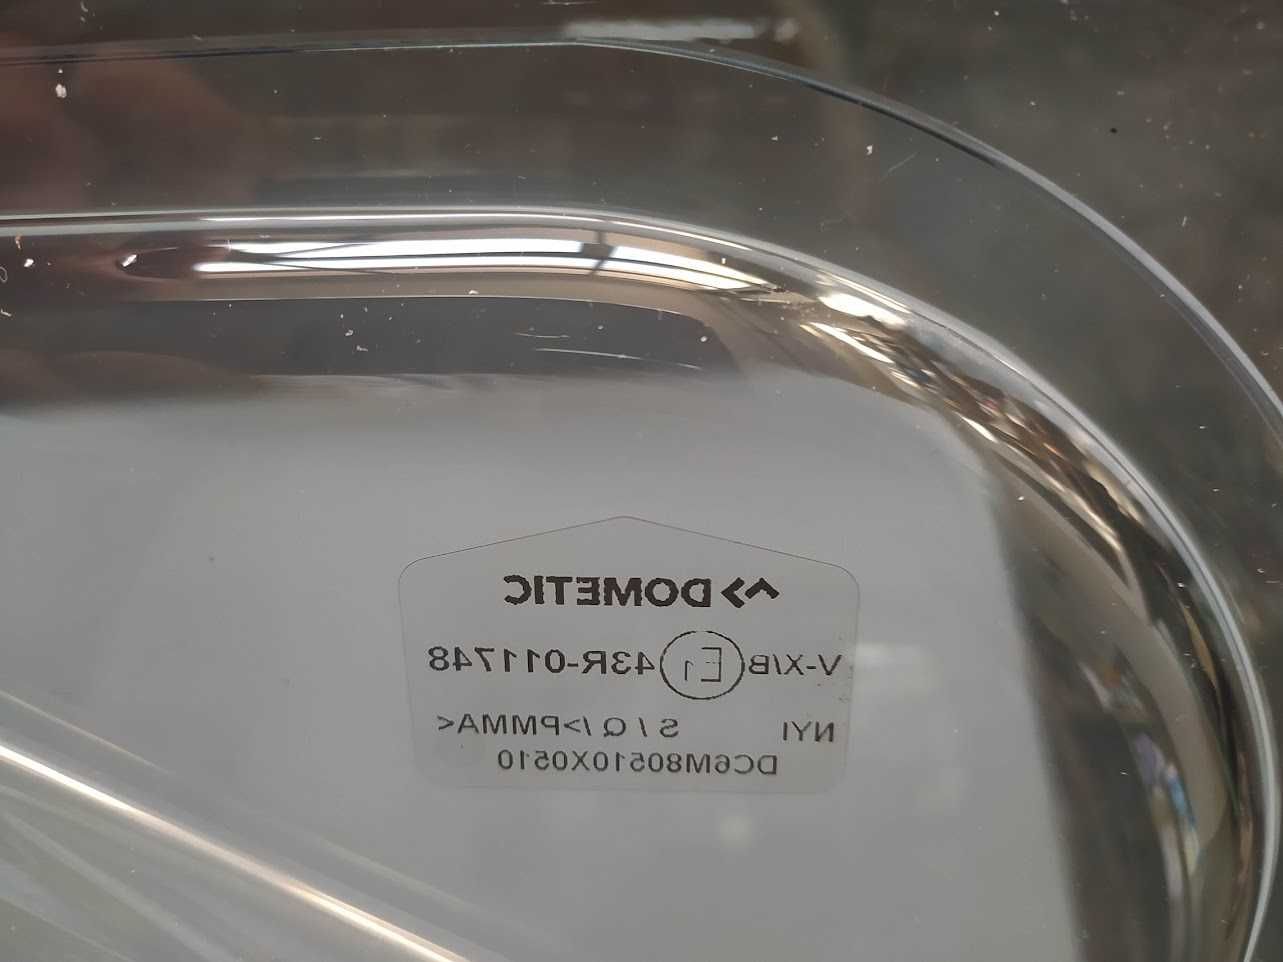 DOMETIC
V-X/B E1 43R-011748
NYI S / Q />PMMA<
DC6M80510X0510